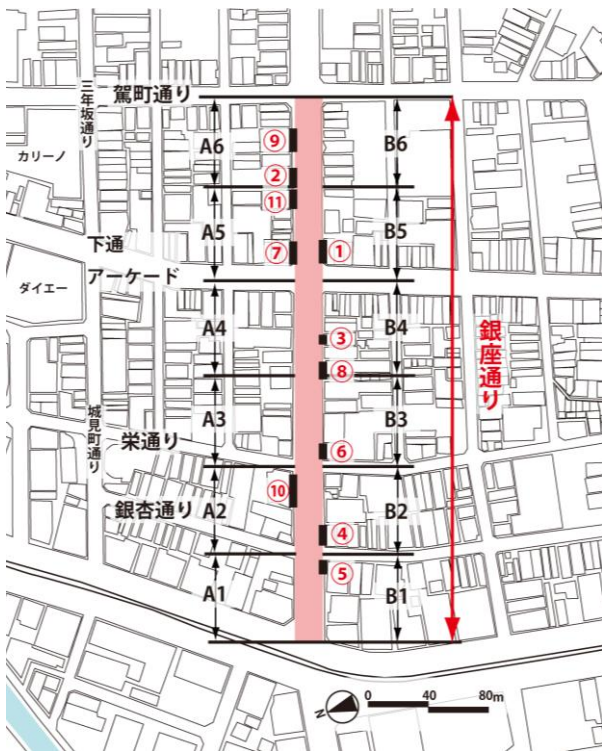 駕町通り
三年坂通り
カリーノ
A6
B6
⑨
②
⑪
A5
B5
⑦
①
下通
アーケード
ダイエー
A4
B4
③
⑧
銀座通り
A3
B3
⑥
城見町通り
栄通り
⑩
A2
B2
銀杏通り
④
⑤
A1
B1
N
0 40 80m